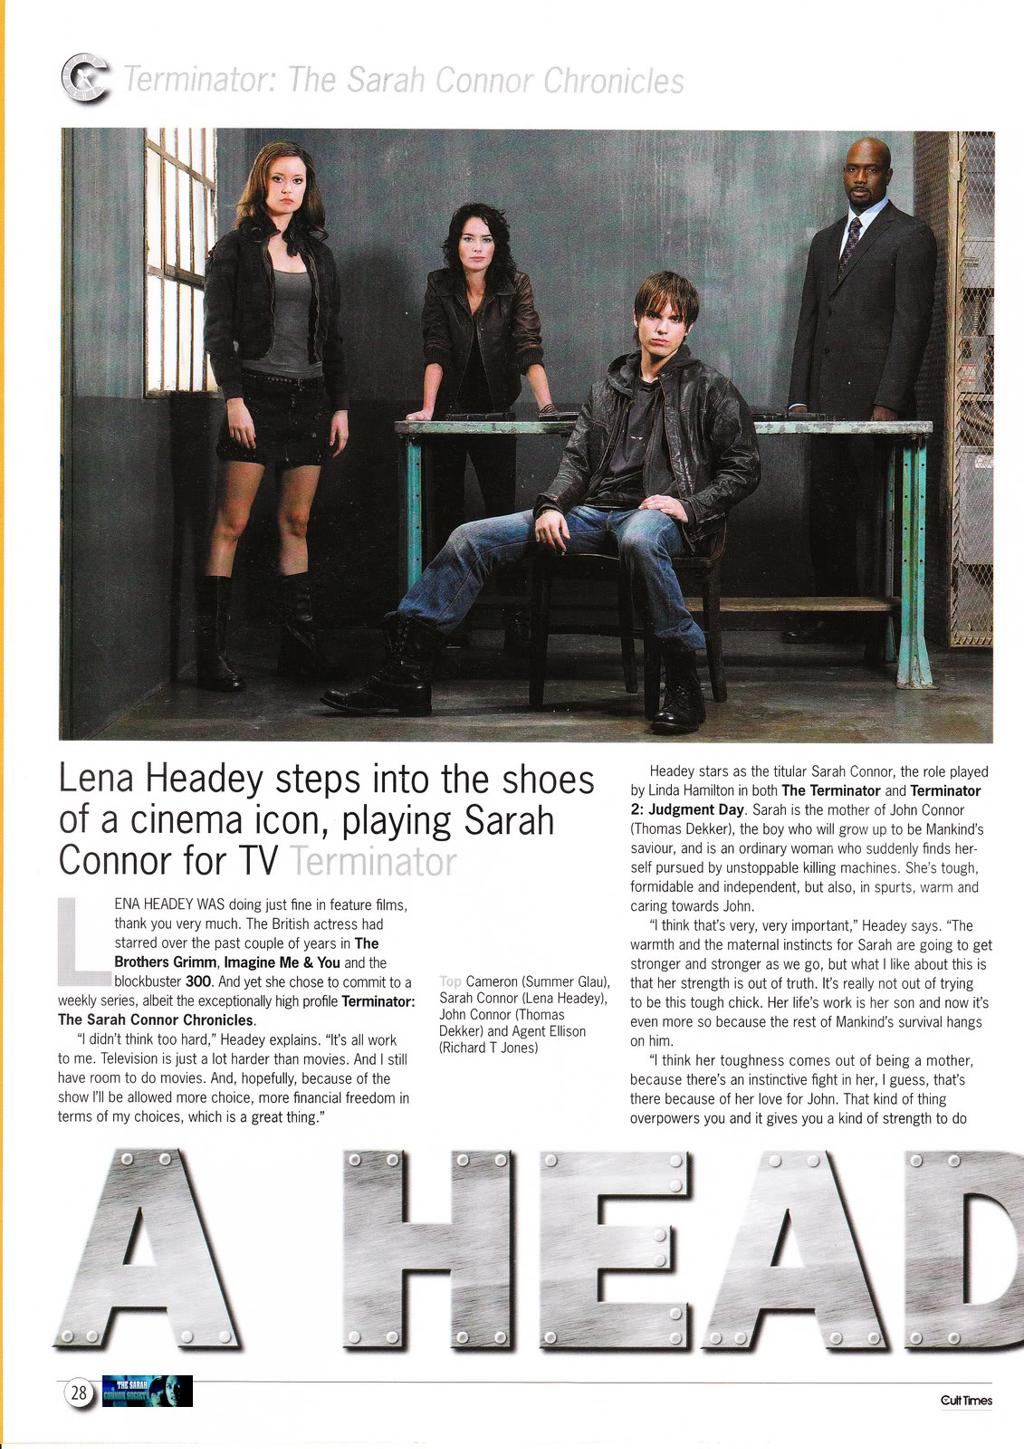 Terminator: The Sarah Connor Chronicles
Lena Headey steps into the shoes
of a cinema icon, playing Sarah
Connor for TV Terminator
LENA HEADEY WAS doing just fine in feature films,
thank you very much. The British actress had
starred over the past couple of years in The
Brothers Grimm, Imagine Me & You and the
blockbuster 300. And yet she chose to commit to a
weekly series, albeit the exceptionally high profile Terminator:
The Sarah Connor Chronicles.
"I didn't think too hard," Headey explains. "It's all work
to me. Television is just a lot harder than movies. And I still
have room to do movies. And, hopefully, because of the
show I'll be allowed more choice, more financial freedom in
terms of my choices, which is a great thing."
Top Cameron (Summer Glau),
Sarah Connor (Lena Headey),
John Connor (Thomas
Dekker) and Agent Ellison
(Richard T Jones)
Headey stars as the titular Sarah Connor, the role played
by Linda Hamilton in both The Terminator and Terminator
2: Judgment Day. Sarah is the mother of John Connor
(Thomas Dekker), the boy who will grow up to be Mankind's
saviour, and is an ordinary woman who suddenly finds her-
self pursued by unstoppable killing machines. She's tough,
formidable and independent, but also, in spurts, warm and
caring towards John.
"I think that's very, very important," Headey says. "The
warmth and the maternal instincts for Sarah are going to get
stronger and stronger as we go, but what I like about this is
that her strength is out of truth. It's really not out of trying
to be this tough chick. Her life's work is her son and now it's
even more so because the rest of Mankind's survival hangs
on him.
"I think her toughness comes out of being a mother,
because there's an instinctive fight in her, I guess, that's
there because of her love for John. That kind of thing
overpowers you and it gives you a kind of strength to do
A HEAD
28
THE SARAH
CONNOR SOCIETY
Cult Times